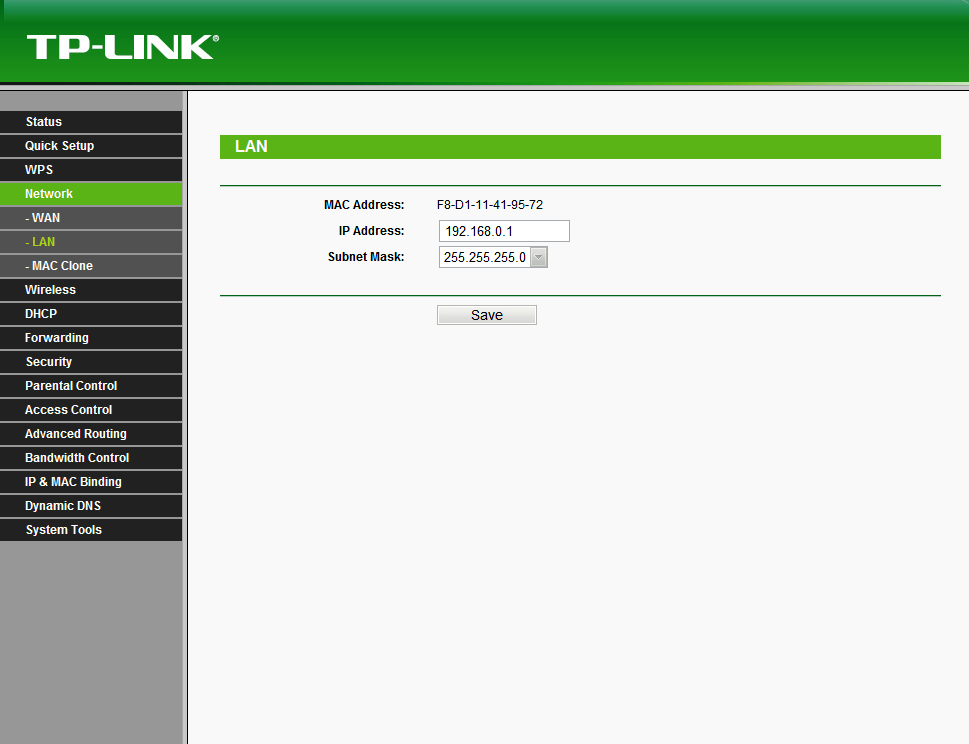 TP-LINK®
Status
Quick Setup
WPS
Network
- WAN
- LAN
- MAC Clone
Wireless
DHCP
Forwarding
Security
Parental Control
Access Control
Advanced Routing
Bandwidth Control
IP & MAC Binding
Dynamic DNS
System Tools
LAN
MAC Address: F8-D1-11-41-95-72
IP Address: 192.168.0.1
Subnet Mask: 255.255.255.0
Save